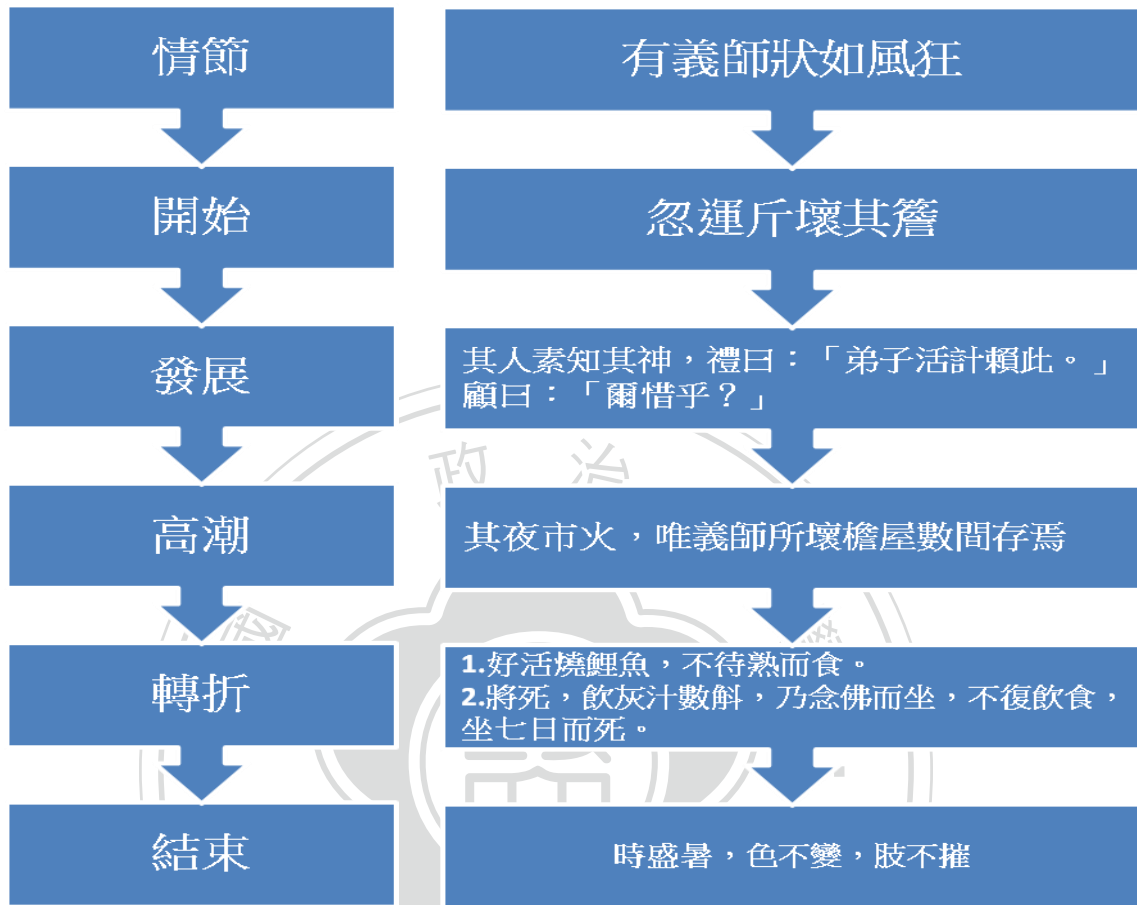 情節
有義師狀如風狂
開始
忽運斤壞其簷
發展
其人素知其神，禮曰：「弟子活計賴此。」
顧曰：「爾惜乎？」
高潮
其夜市火，唯義師所壞檐屋數間存焉
轉折
1.好活燒鯉魚，不待熟而食。
2.將死，飲灰汁數斛，乃念佛而坐，不復飲食，
坐七日而死。
結束
時盛暑，色不變，肢不摧
政 治